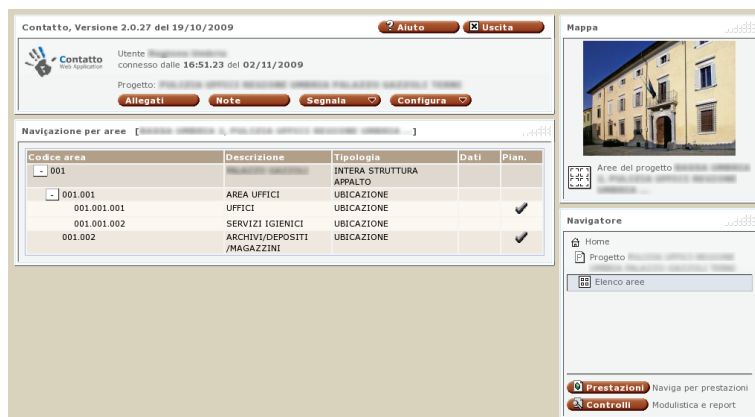 Contatto, Versione 2.0.27 del 19/10/2009
? Aiuto
Uscita
Contatto
Web Application
Utente
connesso dalle 16:51.23 del 02/11/2009
Progetto:
Allegati
Note
Segnala
Configura
Navigazione per aree [ ... ]
Codice area Descrizione Tipologia Dati Pian.
- 001 INTERA STRUTTURA
APPALTO
- 001.001 AREA UFFICI UBICAZIONE
001.001.001 UFFICI UBICAZIONE
001.001.002 SERVIZI IGIENICI UBICAZIONE
001.002 ARCHIVI/DEPOSITI UBICAZIONE
/MAGAZZINI
Mappa
Aree del progetto
...
Navigatore
Home
P Progetto
Elenco aree
Prestazioni Naviga per prestazioni
Controlli Modulistica e report